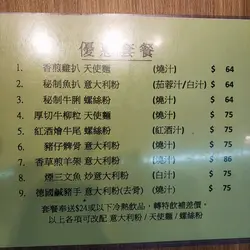 優惠套餐
1. 香煎雞扒 天使麵 (燒汁) $ 64
2. 秘制魚扒 意大利粉 (茄蓉汁/白汁) $ 64
3. 秘制牛脷 螺絲粉 (燒汁) $ 64
4. 厚切牛柳粒 天使麵 (燒汁) $ 75
5. 紅酒燴牛尾 螺絲粉 (紅酒汁) $ 75
6. 豬仔髀骨 意大利粉 (燒汁) $ 75
7. 香草煎羊架 意大利粉 (燒汁) $ 86
8. 煙三文魚 炒意大利粉 (白汁) $ 75
9. 德國鹹豬手 意大利粉(去骨) (燒汁) $ 75
套餐奉送$24或以下冷熱飲品, 轉特飲補差價,
以上各項可改配 意大利粉 / 天使麵 / 螺絲粉